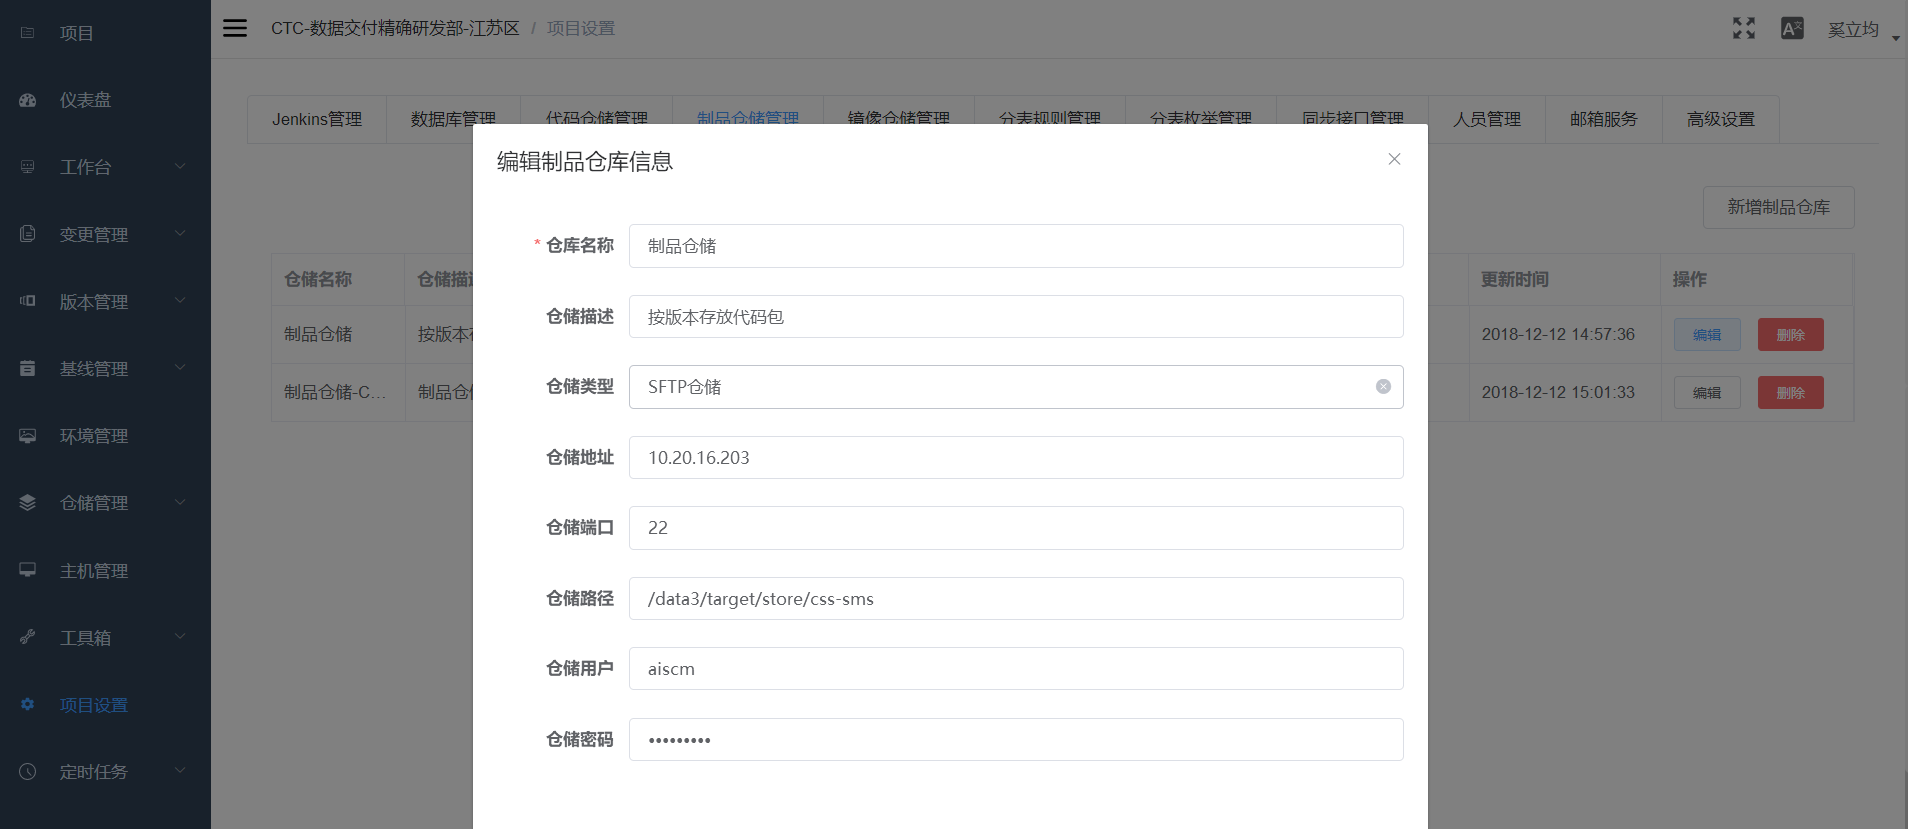 项目
仪表盘
工作台
变更管理
版本管理
基线管理
环境管理
仓储管理
主机管理
工具箱
项目设置
定时任务
CTC-数据交付精确研发部-江苏区 / 项目设置
奚立均
Jenkins管理 数据库管理 代码仓储管理 制品仓储管理 镜像仓储管理 分表规则管理 分表枚举管理 同步接口管理 人员管理 邮箱服务 高级设置
新增制品仓库
仓储名称 仓储描述 更新时间 操作
制品仓储 按版本存 2018-12-12 14:57:36 编辑 删除
制品仓储-C... 制品仓储 2018-12-12 15:01:33 编辑 删除
编辑制品仓库信息
* 仓库名称 制品仓储
仓储描述 按版本存放代码包
仓储类型 SFTP仓储
仓储地址 10.20.16.203
仓储端口 22
仓储路径 /data3/target/store/css-sms
仓储用户 aiscm
仓储密码 •••••••••